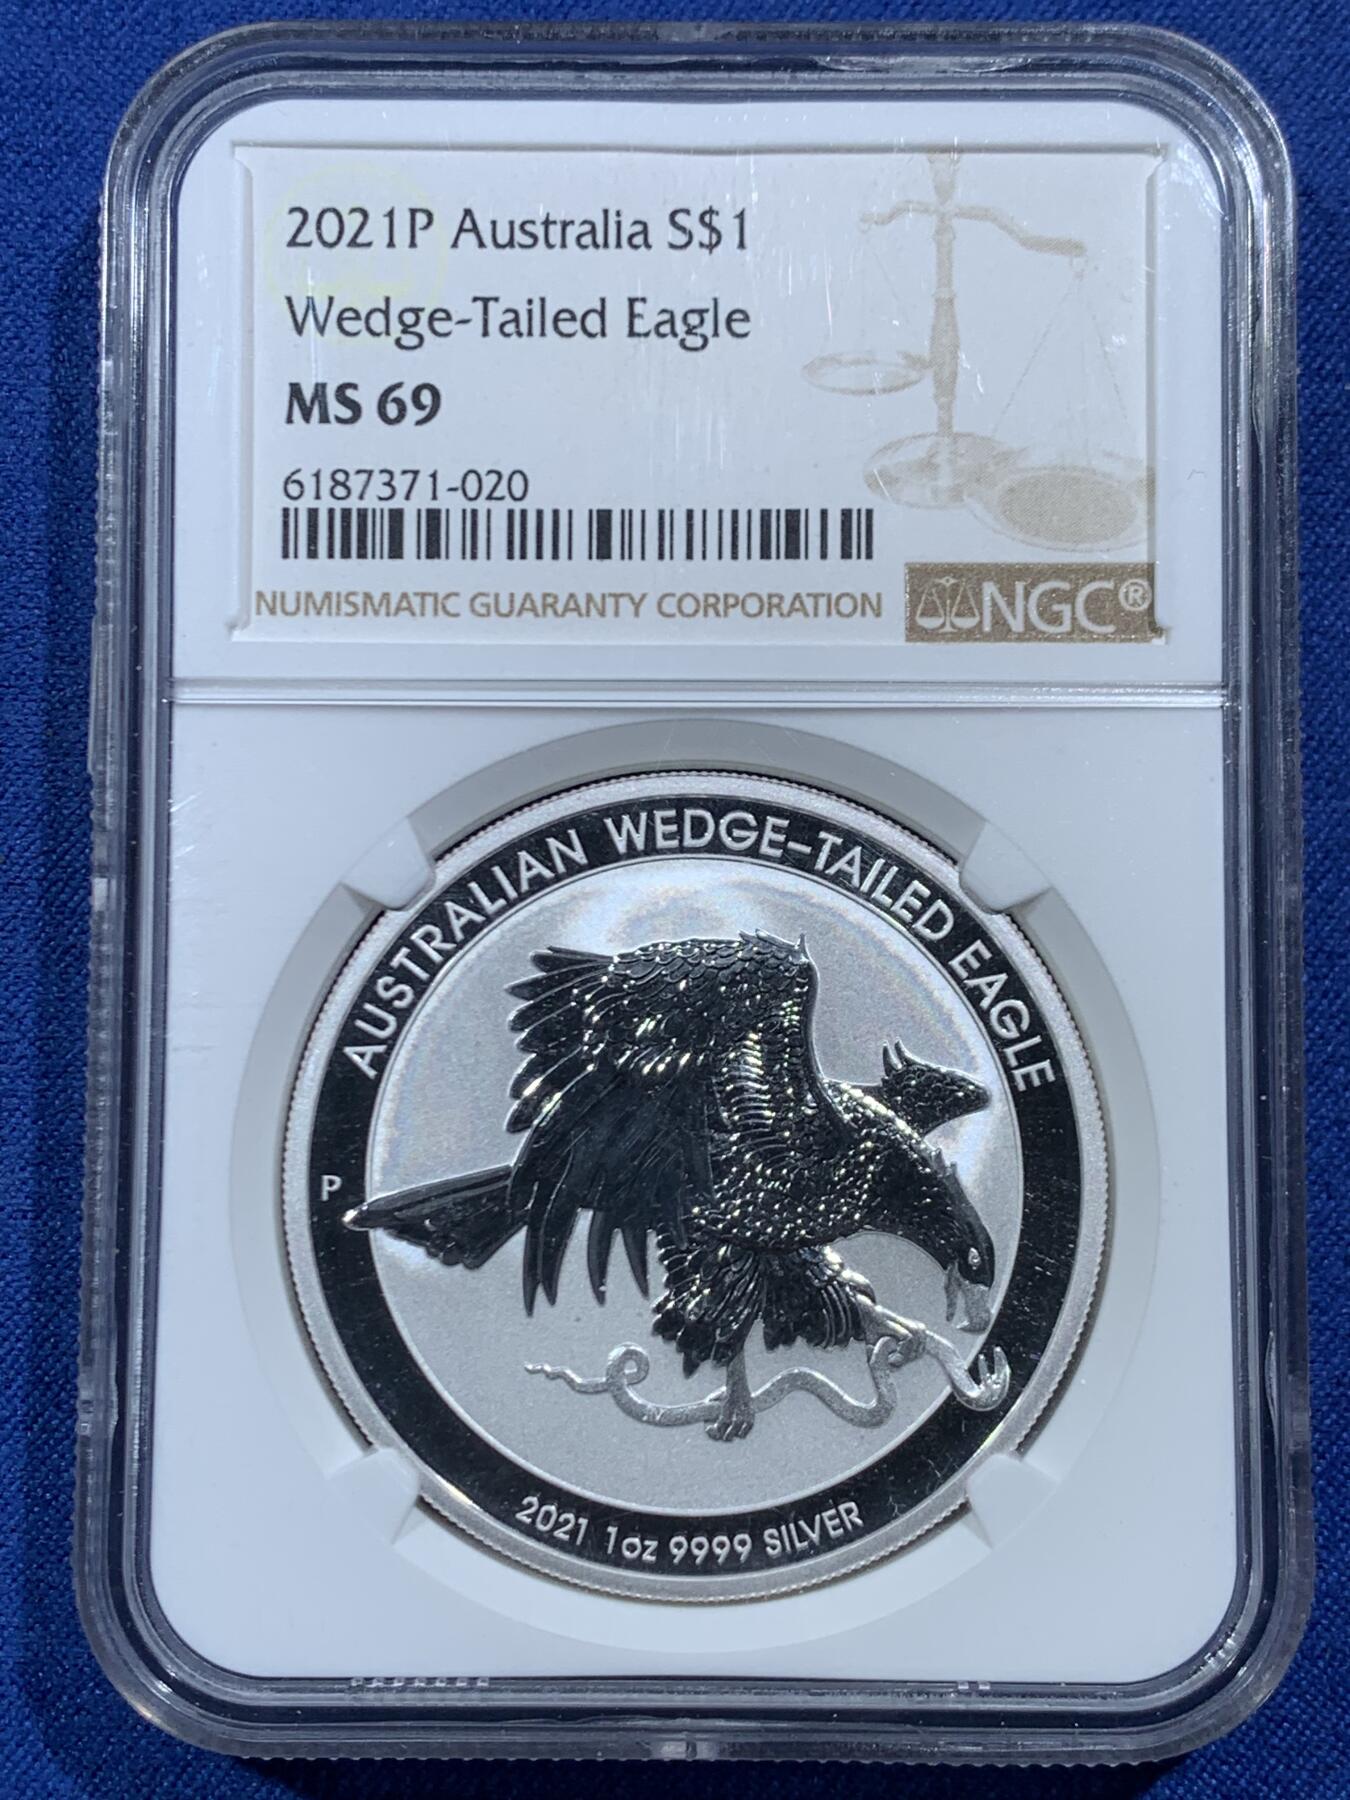 2021P Australia S$1
Wedge-Tailed Eagle
MS 69
6187371-020
NUMISMATIC GUARANTY CORPORATION
NGC®
AUSTRALIAN WEDGE-TAILED EAGLE
P
2021 1oz 9999 SILVER